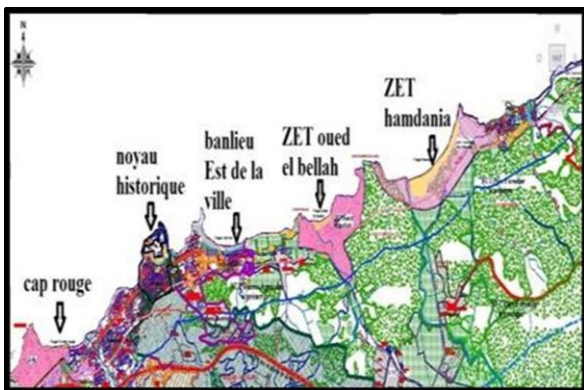 N
ZET
hamdania
banlieu
Est de la
ville
ZET oued
el bellah
noyau
historique
cap rouge